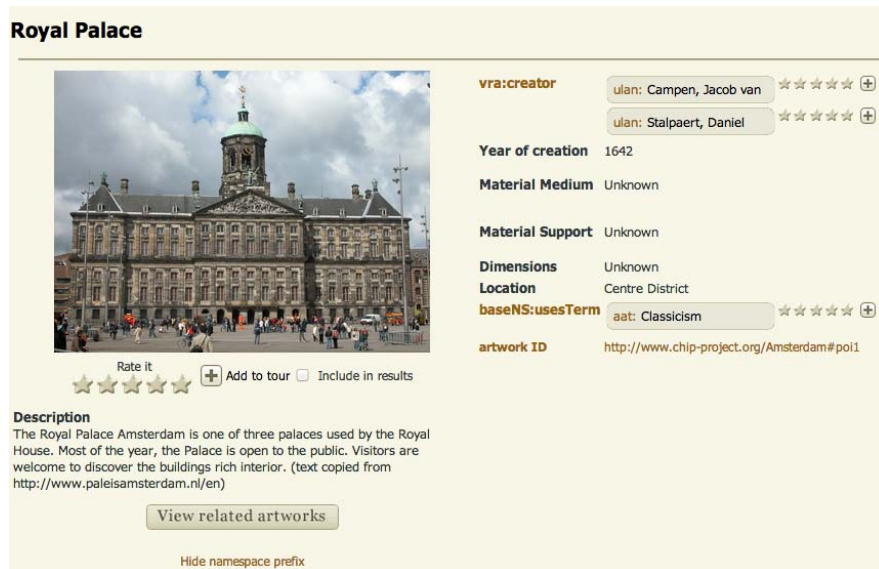 Royal Palace
vra:creator
ulan: Campen, Jacob van
ulan: Stalpaert, Daniel
Year of creation 1642
Material Medium Unknown
Material Support Unknown
Dimensions Unknown
Location Centre District
baseNS:usesTerm aat: Classicism
artwork ID http://www.chip-project.org/Amsterdam#poi1
Rate it
Add to tour Include in results
Description
The Royal Palace Amsterdam is one of three palaces used by the Royal
House. Most of the year, the Palace is open to the public. Visitors are
welcome to discover the buildings rich interior. (text copied from
http://www.paleisamsterdam.nl/en)
View related artworks
Hide namespace prefix